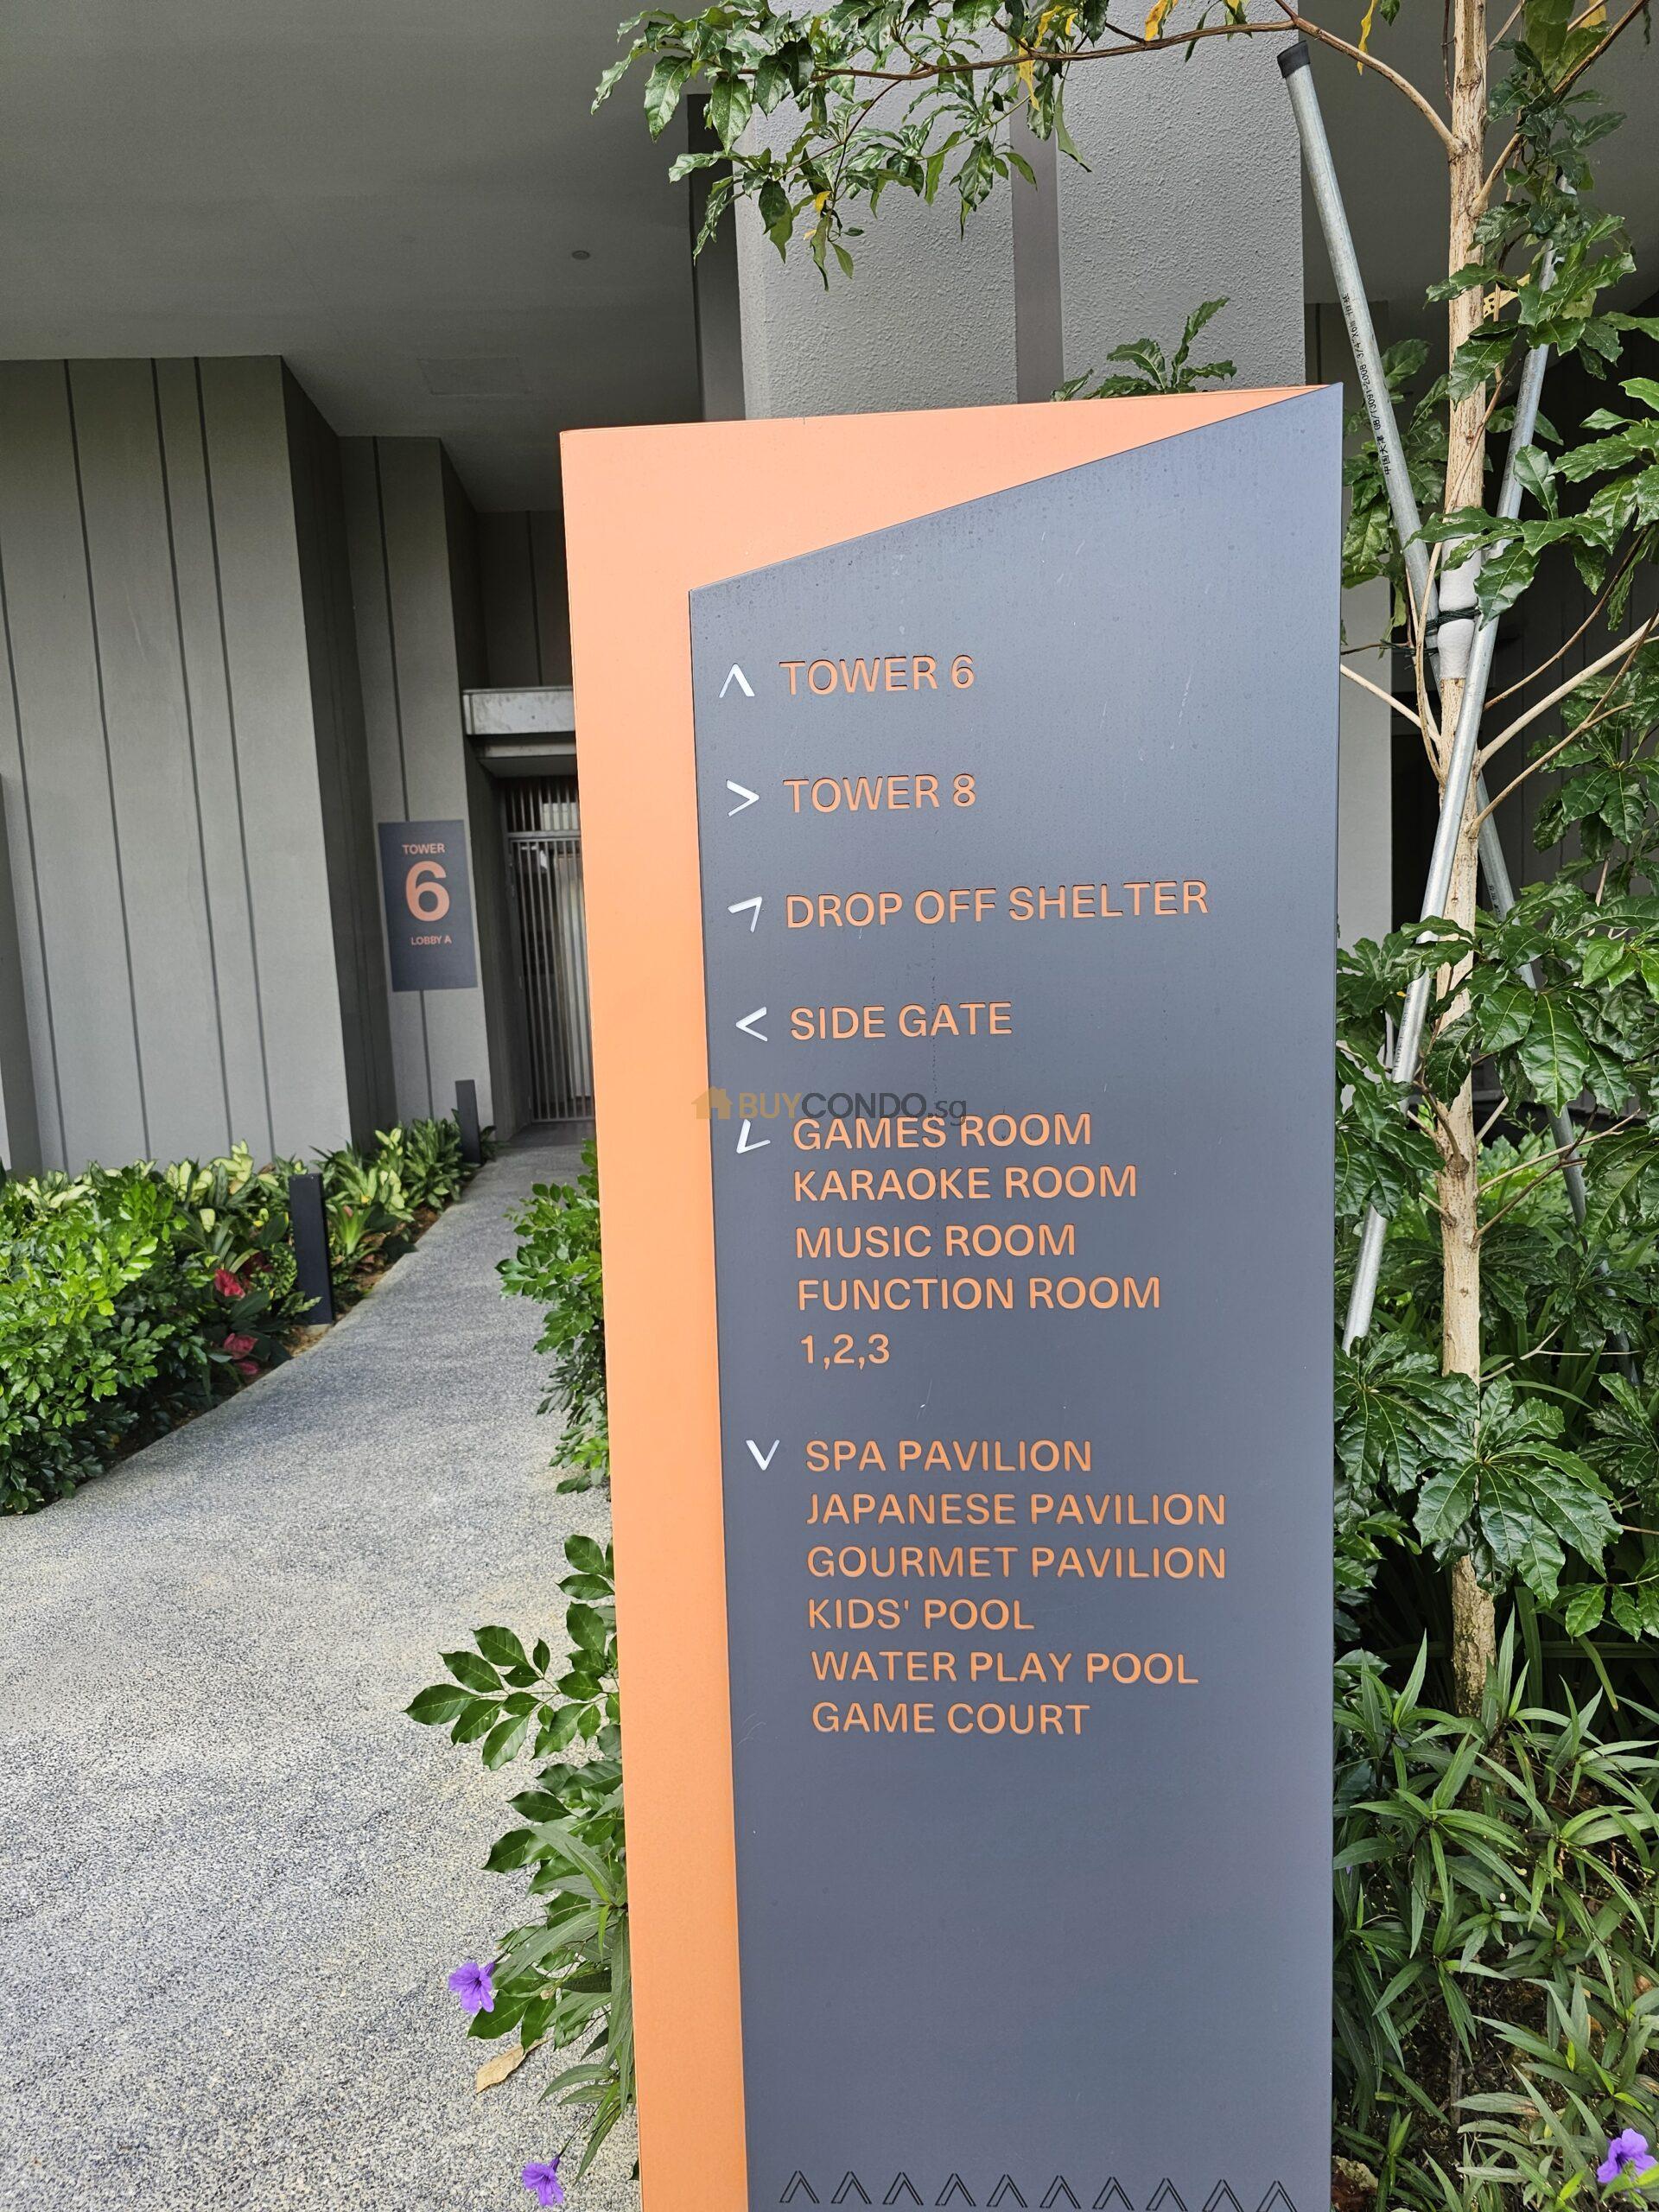 TOWER 6
TOWER 8
DROP OFF SHELTER
SIDE GATE
GAMES ROOM
KARAOKE ROOM
MUSIC ROOM
FUNCTION ROOM
1,2,3
SPA PAVILION
JAPANESE PAVILION
GOURMET PAVILION
KIDS' POOL
WATER PLAY POOL
GAME COURT
TOWER
6
LOBBY A
BUYCONDO.sg